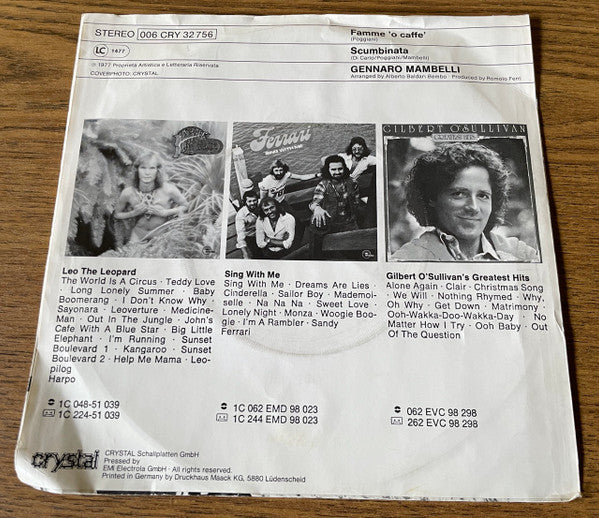 STEREO 006 CRY 32 756
LC 1477
℗ 1977 Proprietà Artistica e Letteraria Riservata
COVERPHOTO: CRYSTAL
Famme 'o caffe'
(Poggiani)
Scumbinata
(Di Carlo/Poggiani/Mambelli)
GENNARO MAMBELLI
Arranged by Alberto Baldan Bembo · Produced by Romolo Ferri
Ferrari
GILBERT O'SULLIVAN
GREATEST HITS
Leo The Leopard
The World Is A Circus · Teddy Love
· Long Lonely Summer · Baby
Boomerang · I Don't Know Why ·
Sayonara · Leoverture · Medicine-
Man · Out In The Jungle · John's
Cafe With A Blue Star · Big Little
Elephant · I'm Running · Sunset
Boulevard 1 · Kangaroo · Sunset
Boulevard 2 · Help Me Mama · Leo-
pilog
Harpo
1C 048-51 039
1C 224-51 039
Sing With Me
Sing With Me · Dreams Are Lies ·
Cinderella · Sailor Boy · Mademoi-
selle · Na Na Na · Sweet Love ·
Lonely Night · Monza · Woogie Boo-
gie · I'm A Rambler · Sandy
Ferrari
1C 062 EMD 98 023
1C 244 EMD 98 023
Gilbert O'Sullivan's Greatest Hits
Alone Again · Clair · Christmas Song
· We Will · Nothing Rhymed · Why,
Oh Why · Get Down · Matrimony ·
Ooh-Wakka-Doo-Wakka-Day · No
Matter How I Try · Ooh Baby · Out
Of The Question
062 EVC 98 298
262 EVC 98 298
crystal
CRYSTAL Schallplatten GmbH
Pressed by
EMI Electrola GmbH · All rights reserved.
Printed in Germany by Druckhaus Maack KG, 5880 Lüdenscheid